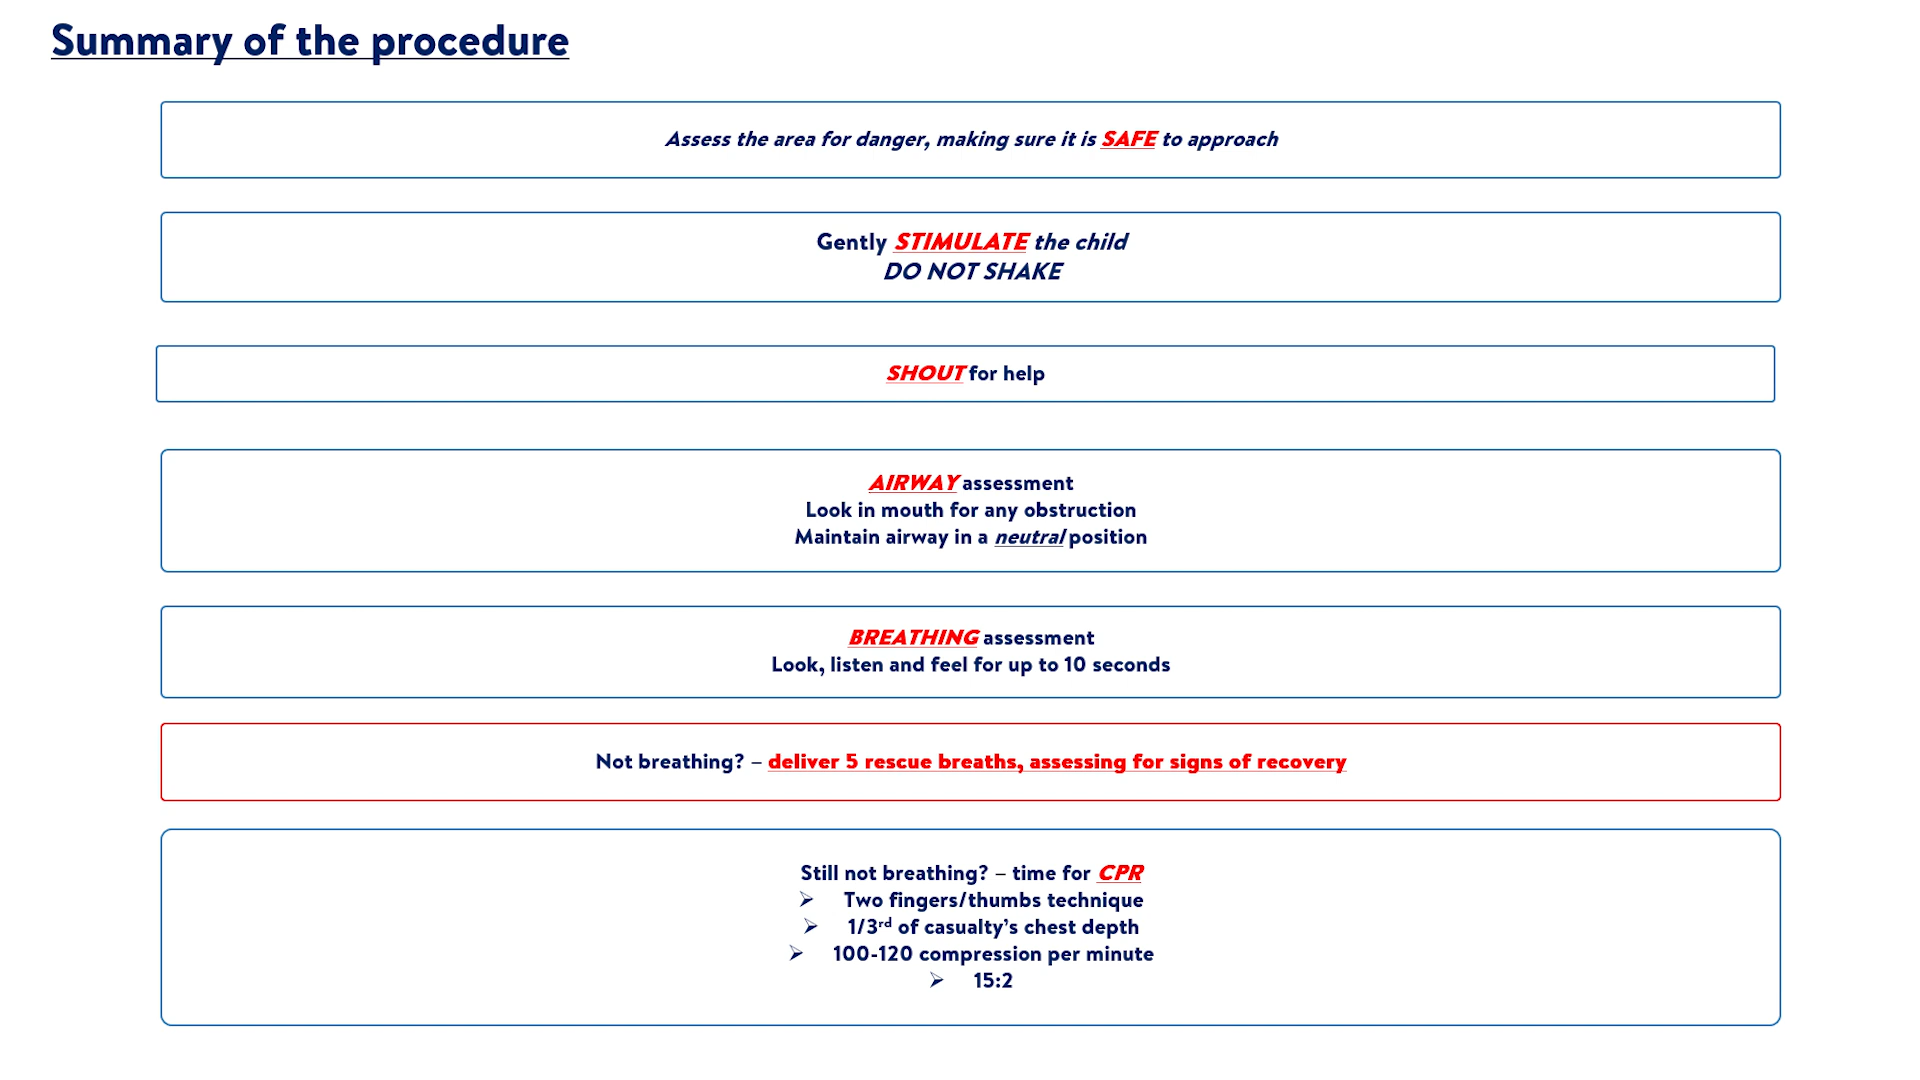 Summary of the procedure
Assess the area for danger, making sure it is SAFE to approach
Gently STIMULATE the child
DO NOT SHAKE
SHOUT for help
AIRWAY assessment
Look in mouth for any obstruction
Maintain airway in a neutral position
BREATHING assessment
Look, listen and feel for up to 10 seconds
Not breathing? – deliver 5 rescue breaths, assessing for signs of recovery
Still not breathing? – time for CPR
➢ Two fingers/thumbs technique
➢ 1/3rd of casualty's chest depth
➢ 100-120 compression per minute
➢ 15:2